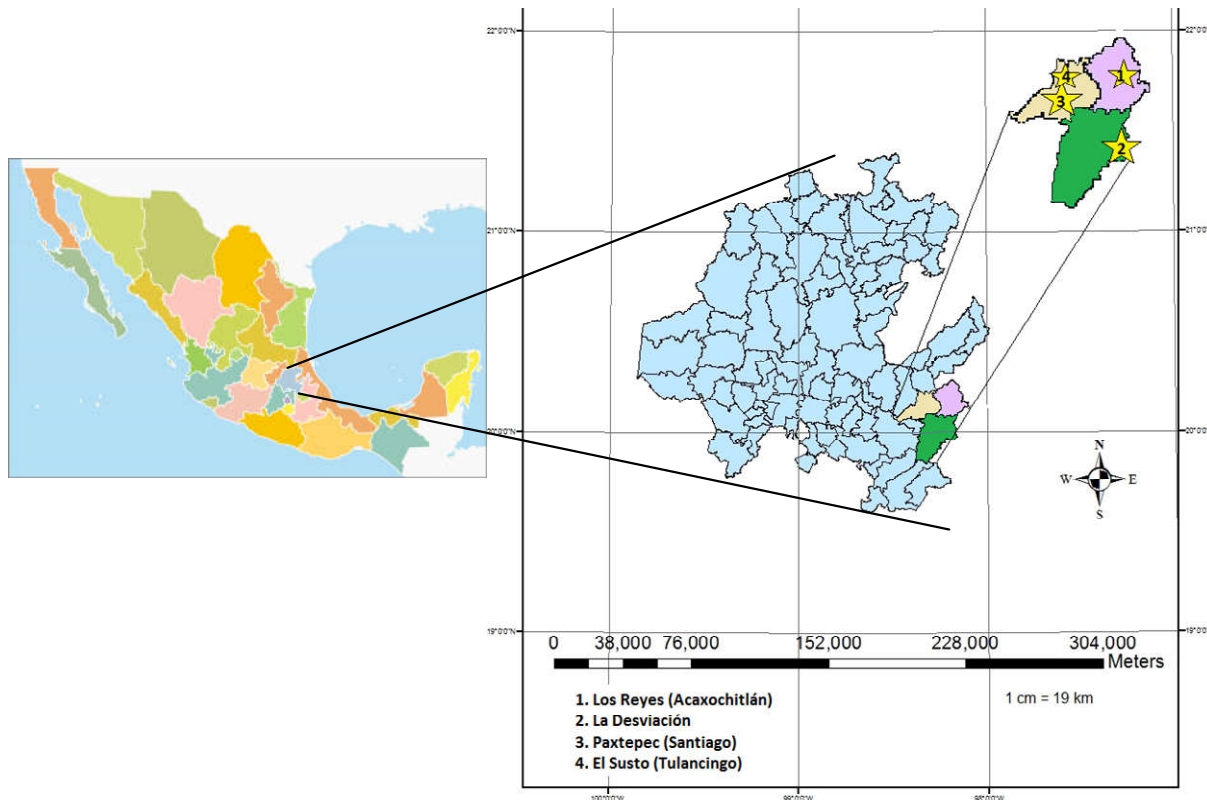 22°0'0"N
22°0'0"N
4
1
3
2
21°0'0"N
21°0'0"N
20°0'0"N
20°0'0"N
N
W E
S
19°0'0"N
19°0'0"N
0 38,000 76,000 152,000 228,000 304,000
Meters
1. Los Reyes (Acaxochitlán)
1 cm = 19 km
2. La Desviación
3. Paxtepec (Santiago)
4. El Susto (Tulancingo)
100°0'0"W 99°0'0"W 98°0'0"W